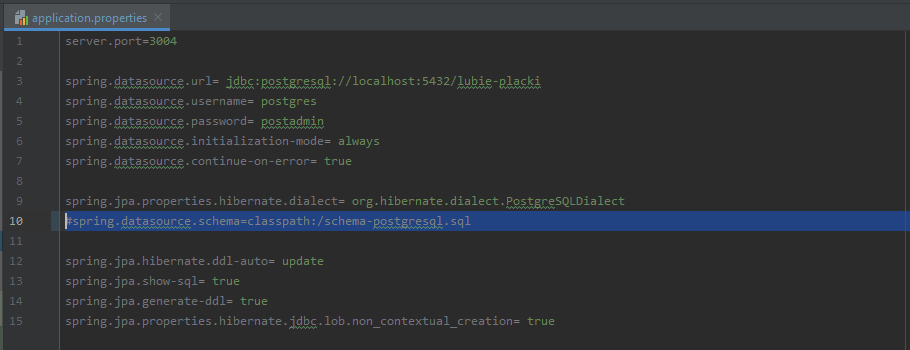 application.properties
1 server.port=3004
2
3 spring.datasource.url= jdbc:postgresql://localhost:5432/lubie-placki
4 spring.datasource.username= postgres
5 spring.datasource.password= postadmin
6 spring.datasource.initialization-mode= always
7 spring.datasource.continue-on-error= true
8
9 spring.jpa.properties.hibernate.dialect= org.hibernate.dialect.PostgreSQLDialect
10 #spring.datasource.schema=classpath:/schema-postgresql.sql
11
12 spring.jpa.hibernate.ddl-auto= update
13 spring.jpa.show-sql= true
14 spring.jpa.generate-ddl= true
15 spring.jpa.properties.hibernate.jdbc.lob.non_contextual_creation= true